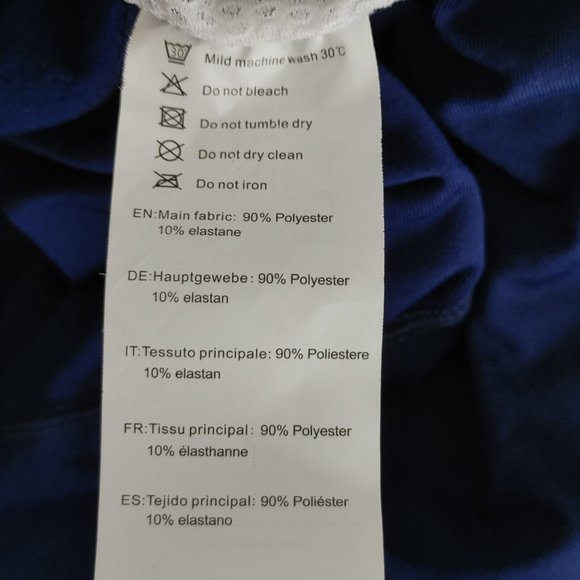 30
Mild machine wash 30℃
Do not bleach
Do not tumble dry
Do not dry clean
Do not iron
EN:Main fabric: 90% Polyester
10% elastane
DE:Hauptgewebe: 90% Polyester
10% elastan
IT:Tessuto principale: 90% Poliestere
10% elastan
FR:Tissu principal: 90% Polyester
10% élasthanne
ES:Tejido principal: 90% Poliéster
10% elastano